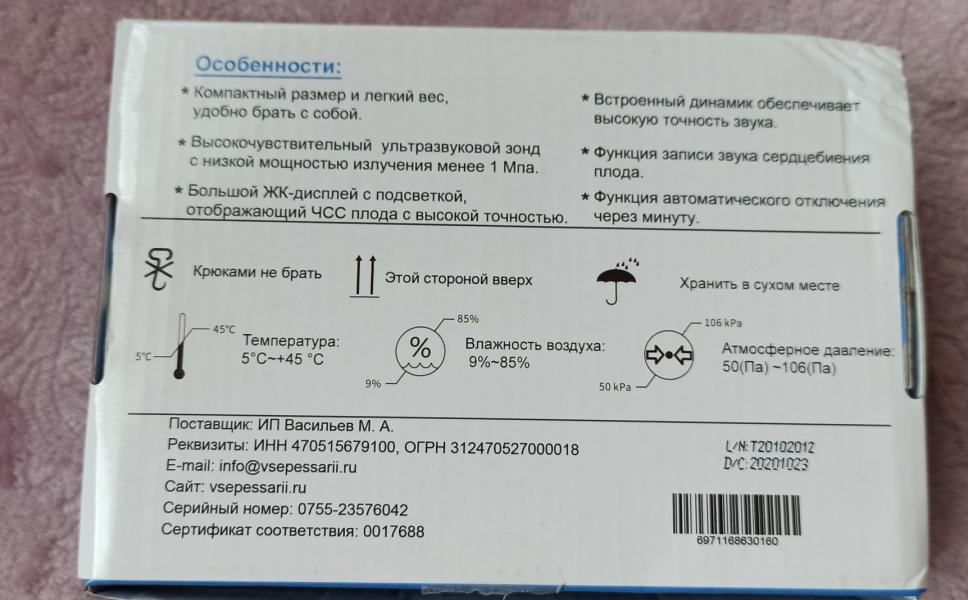 Особенности:
* Компактный размер и легкий вес,
удобно брать с собой.
* Высокочувствительный ультразвуковой зонд
с низкой мощностью излучения менее 1 Мпа.
* Большой ЖК-дисплей с подсветкой,
отображающий ЧСС плода с высокой точностью.
* Встроенный динамик обеспечивает
высокую точность звука.
* Функция записи звука сердцебиения
плода.
* Функция автоматического отключения
через минуту.
Крюками не брать
Этой стороной вверх
Хранить в сухом месте
45°C
5°C
Температура:
5°C~+45 °C
85%
%
9%
Влажность воздуха:
9%~85%
106 kPa
50 kPa
Атмосферное давление:
50(Па) ~106(Па)
Поставщик: ИП Васильев М. А.
Реквизиты: ИНН 470515679100, ОГРН 312470527000018
E-mail: info@vsepessarii.ru
Сайт: vsepessarii.ru
Серийный номер: 0755-23576042
Сертификат соответствия: 0017688
L/N: T20102012
D/C: 20201023
6971168630160